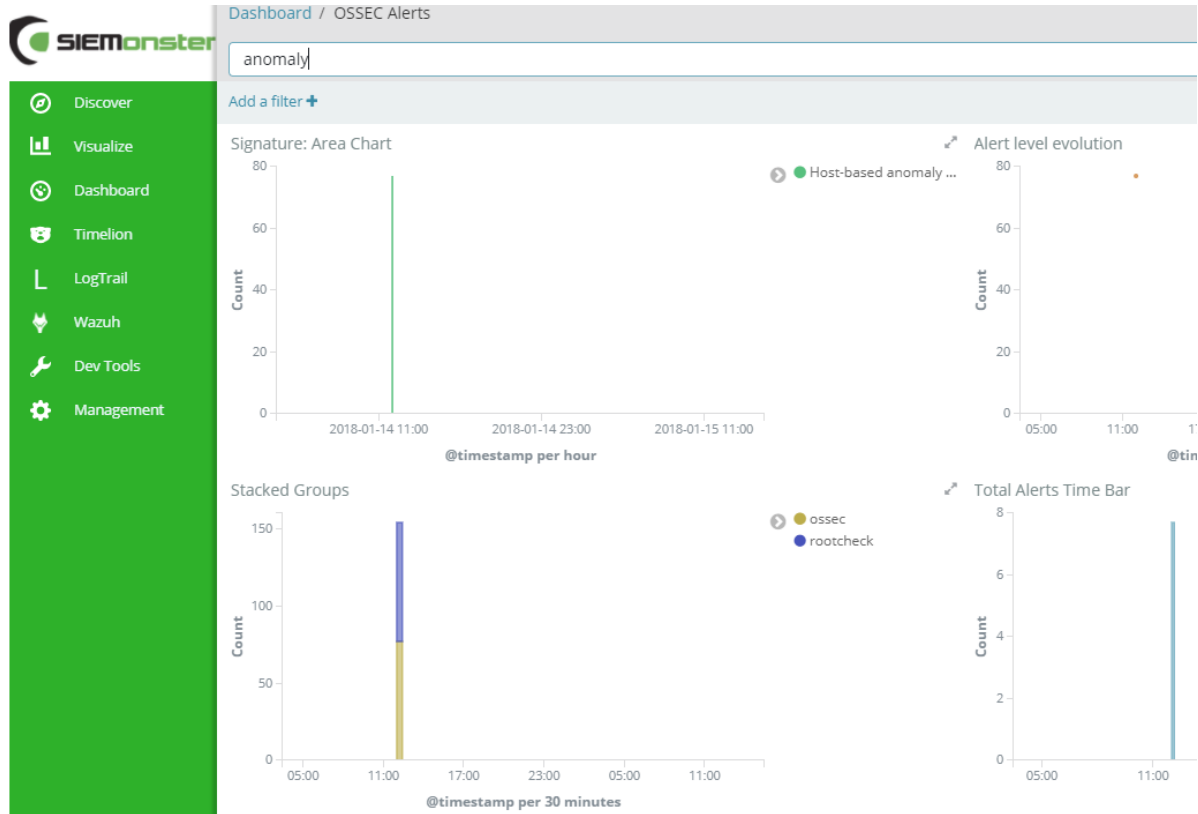 SIEMonster
Dashboard / OSSEC Alerts
anomaly
Add a filter +
Discover
Visualize
Dashboard
Timelion
LogTrail
Wazuh
Dev Tools
Management
Signature: Area Chart
80
60
40
20
0
Count
2018-01-14 11:00 2018-01-14 23:00 2018-01-15 11:00
@timestamp per hour
Host-based anomaly ...
Alert level evolution
80
60
40
20
0
Count
05:00 11:00
Stacked Groups
150
100
50
0
Count
05:00 11:00 17:00 23:00 05:00 11:00
@timestamp per 30 minutes
ossec
rootcheck
Total Alerts Time Bar
8
6
4
2
0
Count
05:00 11:00